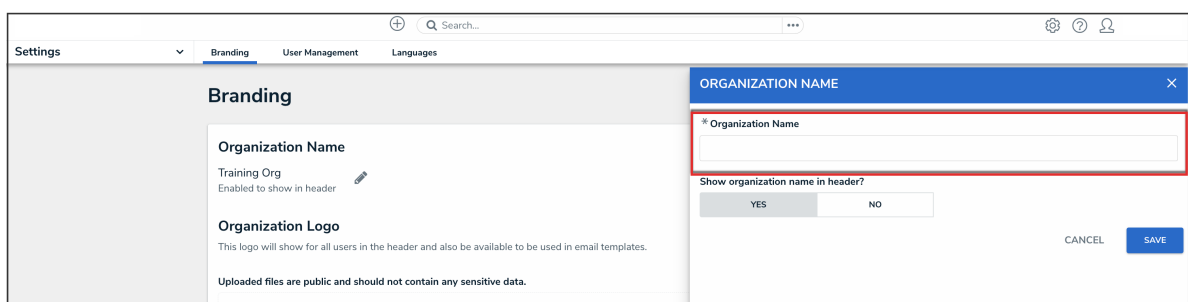 Search...
Settings
Branding User Management Languages
Branding
Organization Name
Training Org
Enabled to show in header
Organization Logo
This logo will show for all users in the header and also be available to be used in email templates.
Uploaded files are public and should not contain any sensitive data.
ORGANIZATION NAME
* Organization Name
Show organization name in header?
YES NO
CANCEL SAVE